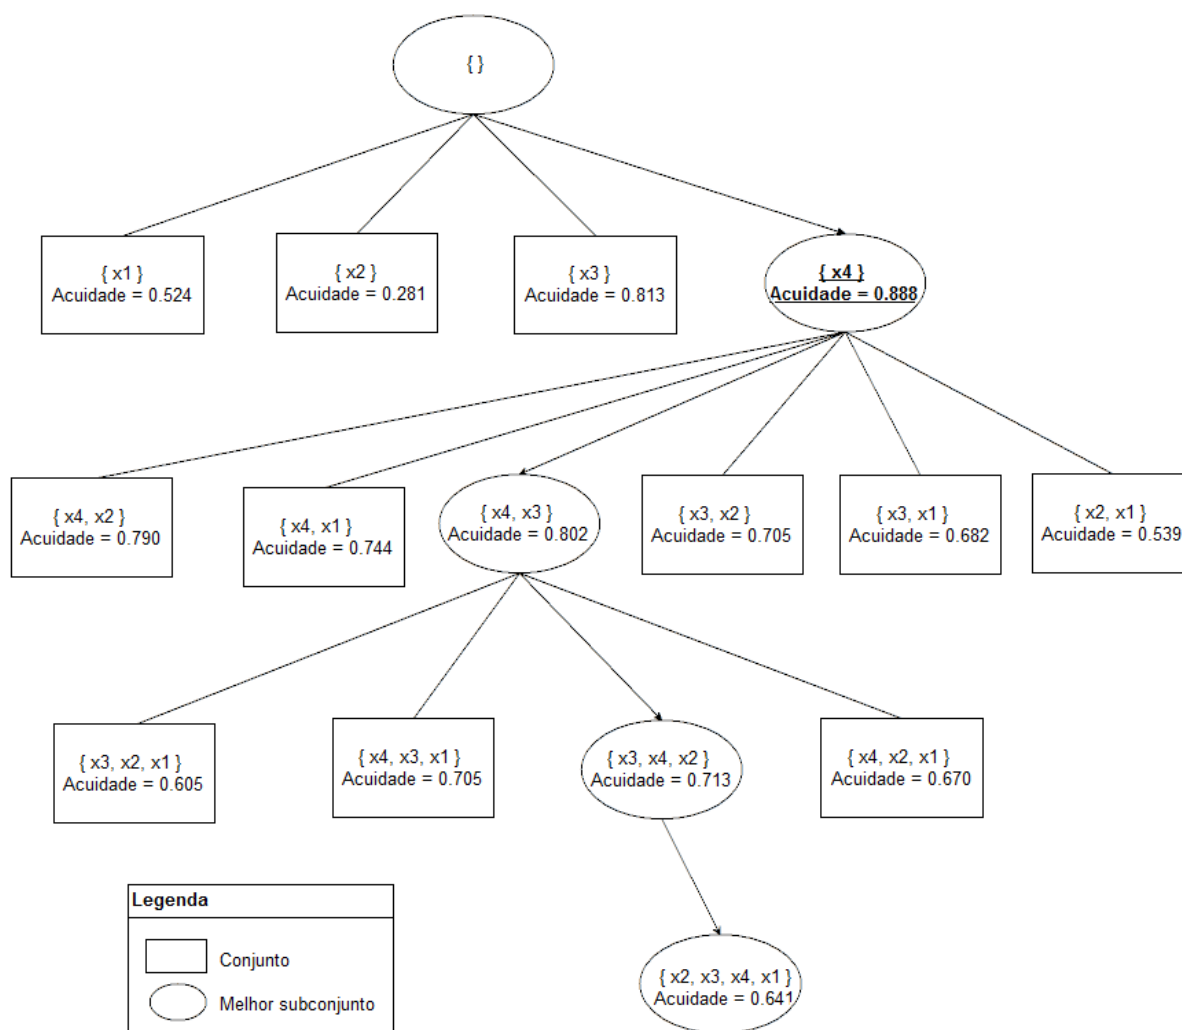 { }
{ x1 }
Acuidade = 0.524
{ x2 }
Acuidade = 0.281
{ x3 }
Acuidade = 0.813
{ x4 }
Acuidade = 0.888
{ x4, x2 }
Acuidade = 0.790
{ x4, x1 }
Acuidade = 0.744
{ x4, x3 }
Acuidade = 0.802
{ x3, x2 }
Acuidade = 0.705
{ x3, x1 }
Acuidade = 0.682
{ x2, x1 }
Acuidade = 0.539
{ x3, x2, x1 }
Acuidade = 0.605
{ x4, x3, x1 }
Acuidade = 0.705
{ x3, x4, x2 }
Acuidade = 0.713
{ x4, x2, x1 }
Acuidade = 0.670
{ x2, x3, x4, x1 }
Acuidade = 0.641
Legenda
Conjunto
Melhor subconjunto